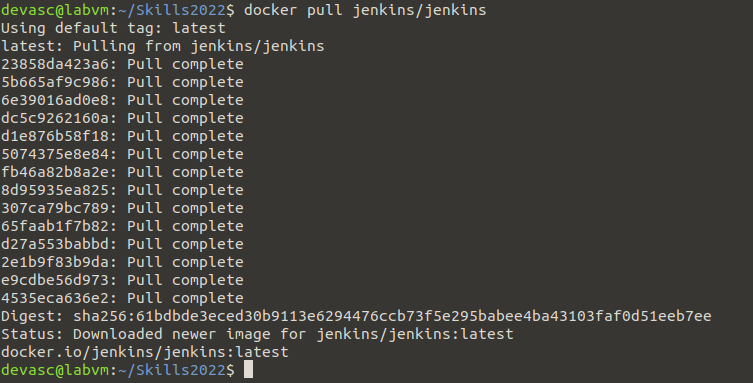 devasc@labvm:~/Skills2022$ docker pull jenkins/jenkins
Using default tag: latest
latest: Pulling from jenkins/jenkins
23858da423a6: Pull complete
5b665af9c986: Pull complete
6e39016ad0e8: Pull complete
dc5c9262160a: Pull complete
d1e876b58f18: Pull complete
5074375e8e84: Pull complete
fb46a82b8a2e: Pull complete
8d95935ea825: Pull complete
307ca79bc789: Pull complete
65faab1f7b82: Pull complete
d27a553babbd: Pull complete
2e1b9f83b9da: Pull complete
e9cdbe56d973: Pull complete
4535eca636e2: Pull complete
Digest: sha256:61bdbde3eced30b9113e6294476ccb73f5e295babee4ba43103faf0d51eeb7ee
Status: Downloaded newer image for jenkins/jenkins:latest
docker.io/jenkins/jenkins:latest
devasc@labvm:~/Skills2022$